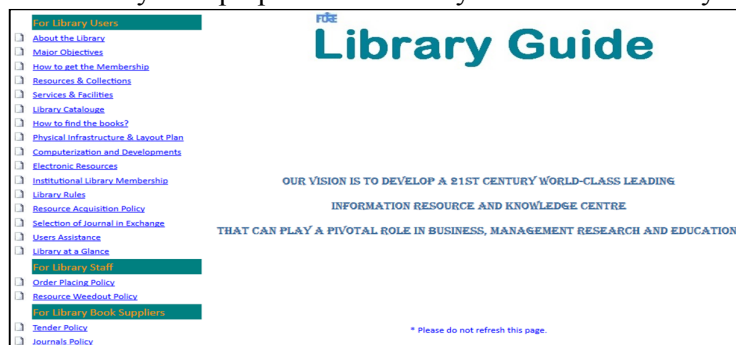 For Library Users
About the Library
Major Objectives
How to get the Membership
Resources & Collections
Services & Facilities
Library Catalouge
How to find the books?
Physical Infrastructure & Layout Plan
Computerization and Developments
Electronic Resources
Institutional Library Membership
Library Rules
Resource Acquisition Policy
Selection of Journal in Exchange
Users Assistance
Library at a Glance
For Library Staff
Order Placing Policy
Resource Weedout Policy
For Library Book Suppliers
Tender Policy
Journals Policy
Library Guide
OUR VISION IS TO DEVELOP A 21ST CENTURY WORLD-CLASS LEADING
INFORMATION RESOURCE AND KNOWLEDGE CENTRE
THAT CAN PLAY A PIVOTAL ROLE IN BUSINESS, MANAGEMENT RESEARCH AND EDUCATION
* Please do not refresh this page.